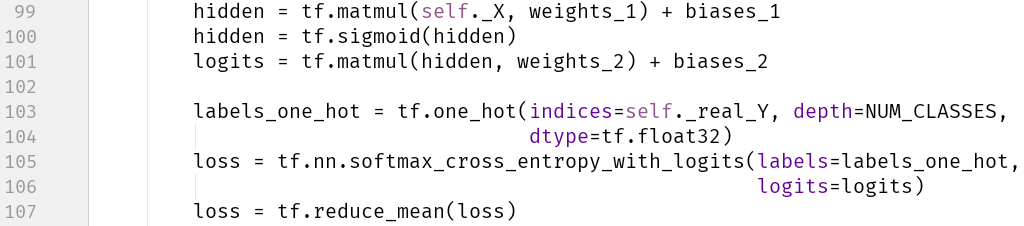 99 hidden = tf.matmul(self._X, weights_1) + biases_1
100 hidden = tf.sigmoid(hidden)
101 logits = tf.matmul(hidden, weights_2) + biases_2
102
103 labels_one_hot = tf.one_hot(indices=self._real_Y, depth=NUM_CLASSES,
104 dtype=tf.float32)
105 loss = tf.nn.softmax_cross_entropy_with_logits(labels=labels_one_hot,
106 logits=logits)
107 loss = tf.reduce_mean(loss)